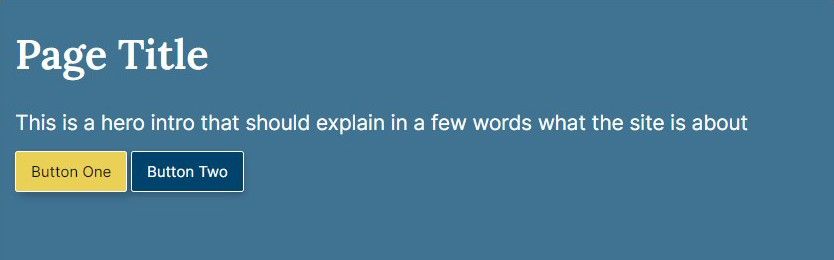 Page Title
This is a hero intro that should explain in a few words what the site is about
Button One Button Two